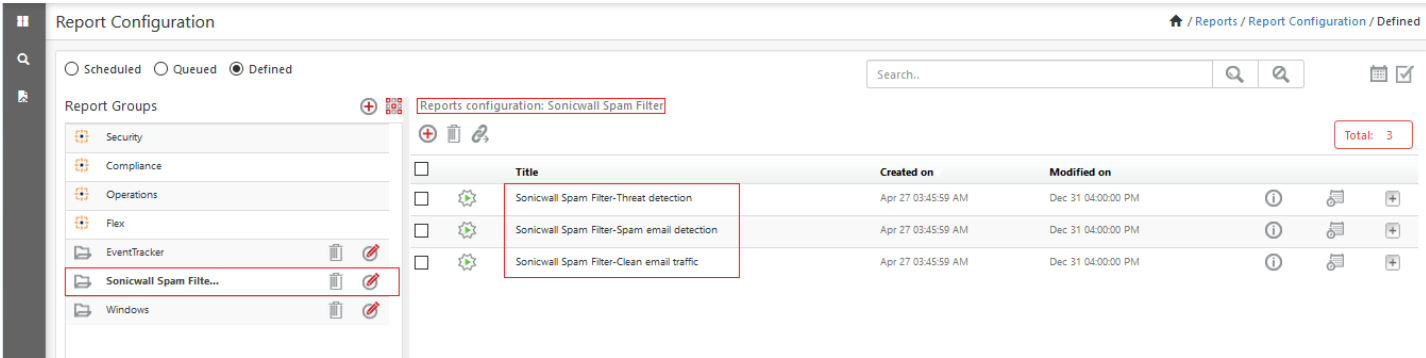 Report Configuration
/ Reports / Report Configuration / Defined
Scheduled Queued Defined
Search..
Report Groups
Reports configuration: Sonicwall Spam Filter
Security
Compliance
Operations
Flex
EventTracker
Sonicwall Spam Filte...
Windows
Total: 3
Title Created on Modified on
Sonicwall Spam Filter-Threat detection Apr 27 03:45:59 AM Dec 31 04:00:00 PM
Sonicwall Spam Filter-Spam email detection Apr 27 03:45:59 AM Dec 31 04:00:00 PM
Sonicwall Spam Filter-Clean email traffic Apr 27 03:45:59 AM Dec 31 04:00:00 PM